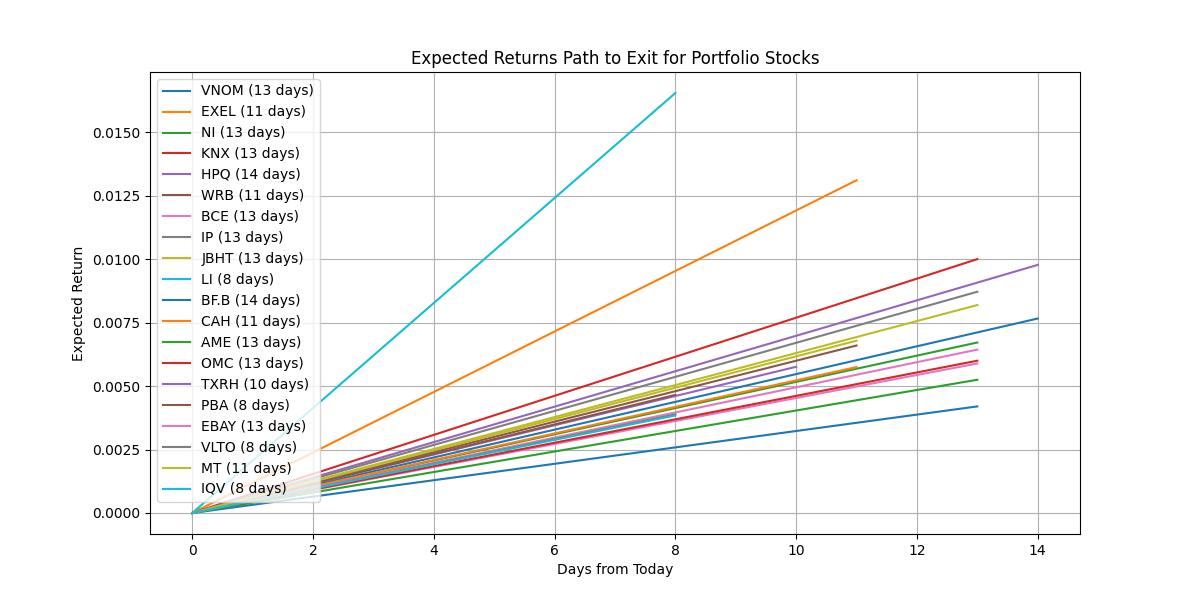 Expected Returns Path to Exit for Portfolio Stocks
VNOM (13 days)
EXEL (11 days)
NI (13 days)
KNX (13 days)
HPQ (14 days)
WRB (11 days)
BCE (13 days)
IP (13 days)
JBHT (13 days)
LI (8 days)
BF.B (14 days)
CAH (11 days)
AME (13 days)
OMC (13 days)
TXRH (10 days)
PBA (8 days)
EBAY (13 days)
VLTO (8 days)
MT (11 days)
IQV (8 days)
Expected Return
0.0150
0.0125
0.0100
0.0075
0.0050
0.0025
0.0000
0 2 4 6 8 10 12 14
Days from Today